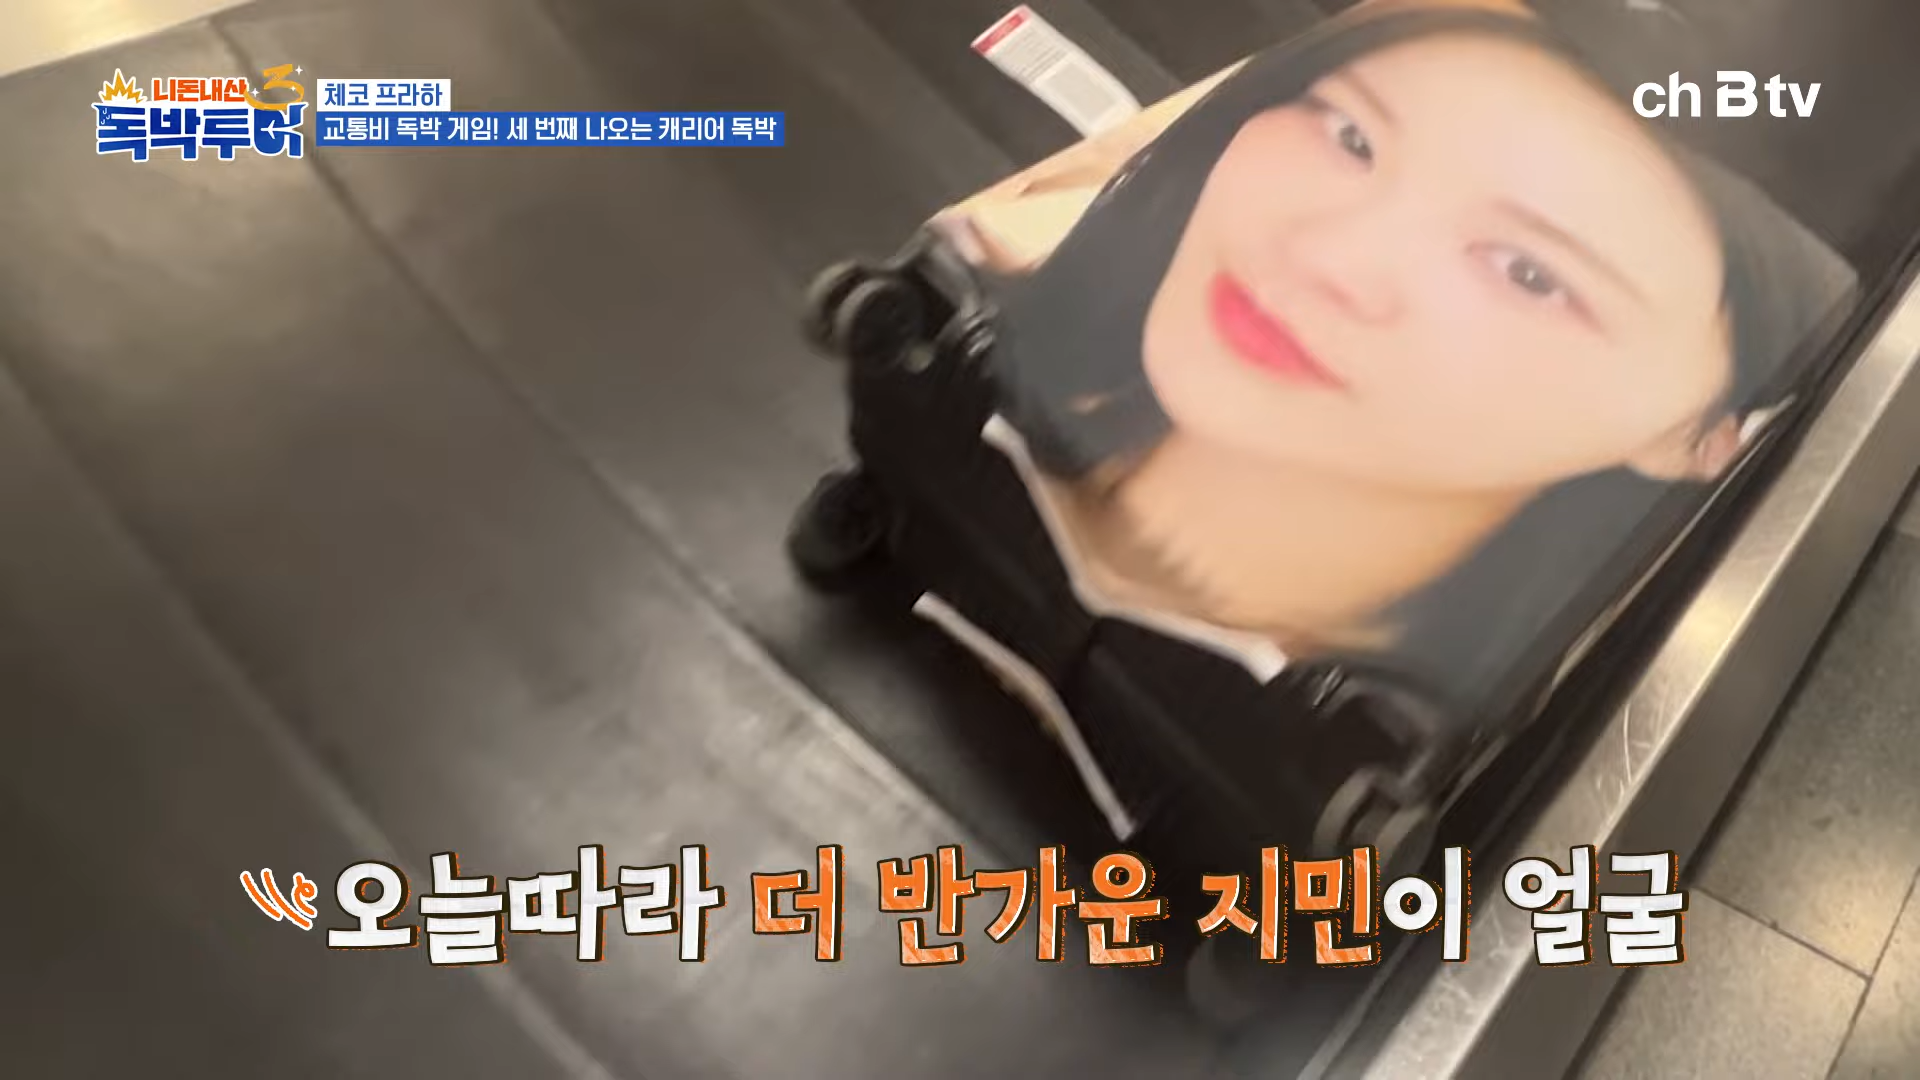 니돈내산
독박투어3
체코 프라하
교통비 독박 게임! 세 번째 나오는 캐리어 독박
ch B tv
오늘따라 더 반가운 지민이 얼굴